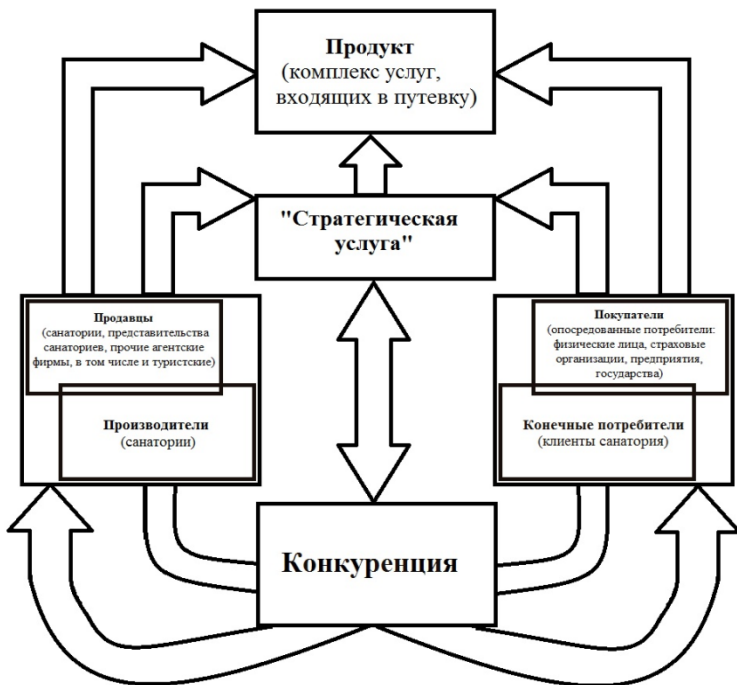 Продукт
(комплекс услуг,
входящих в путевку)
"Стратегическая
услуга"
Продавцы
(санатории, представительства
санаториев, прочие агентские
фирмы, в том числе и туристские)
Производители
(санатории)
Покупатели
(опосредованные потребители:
физические лица, страховые
организации, предприятия,
государства)
Конечные потребители
(клиенты санатория)
Конкуренция